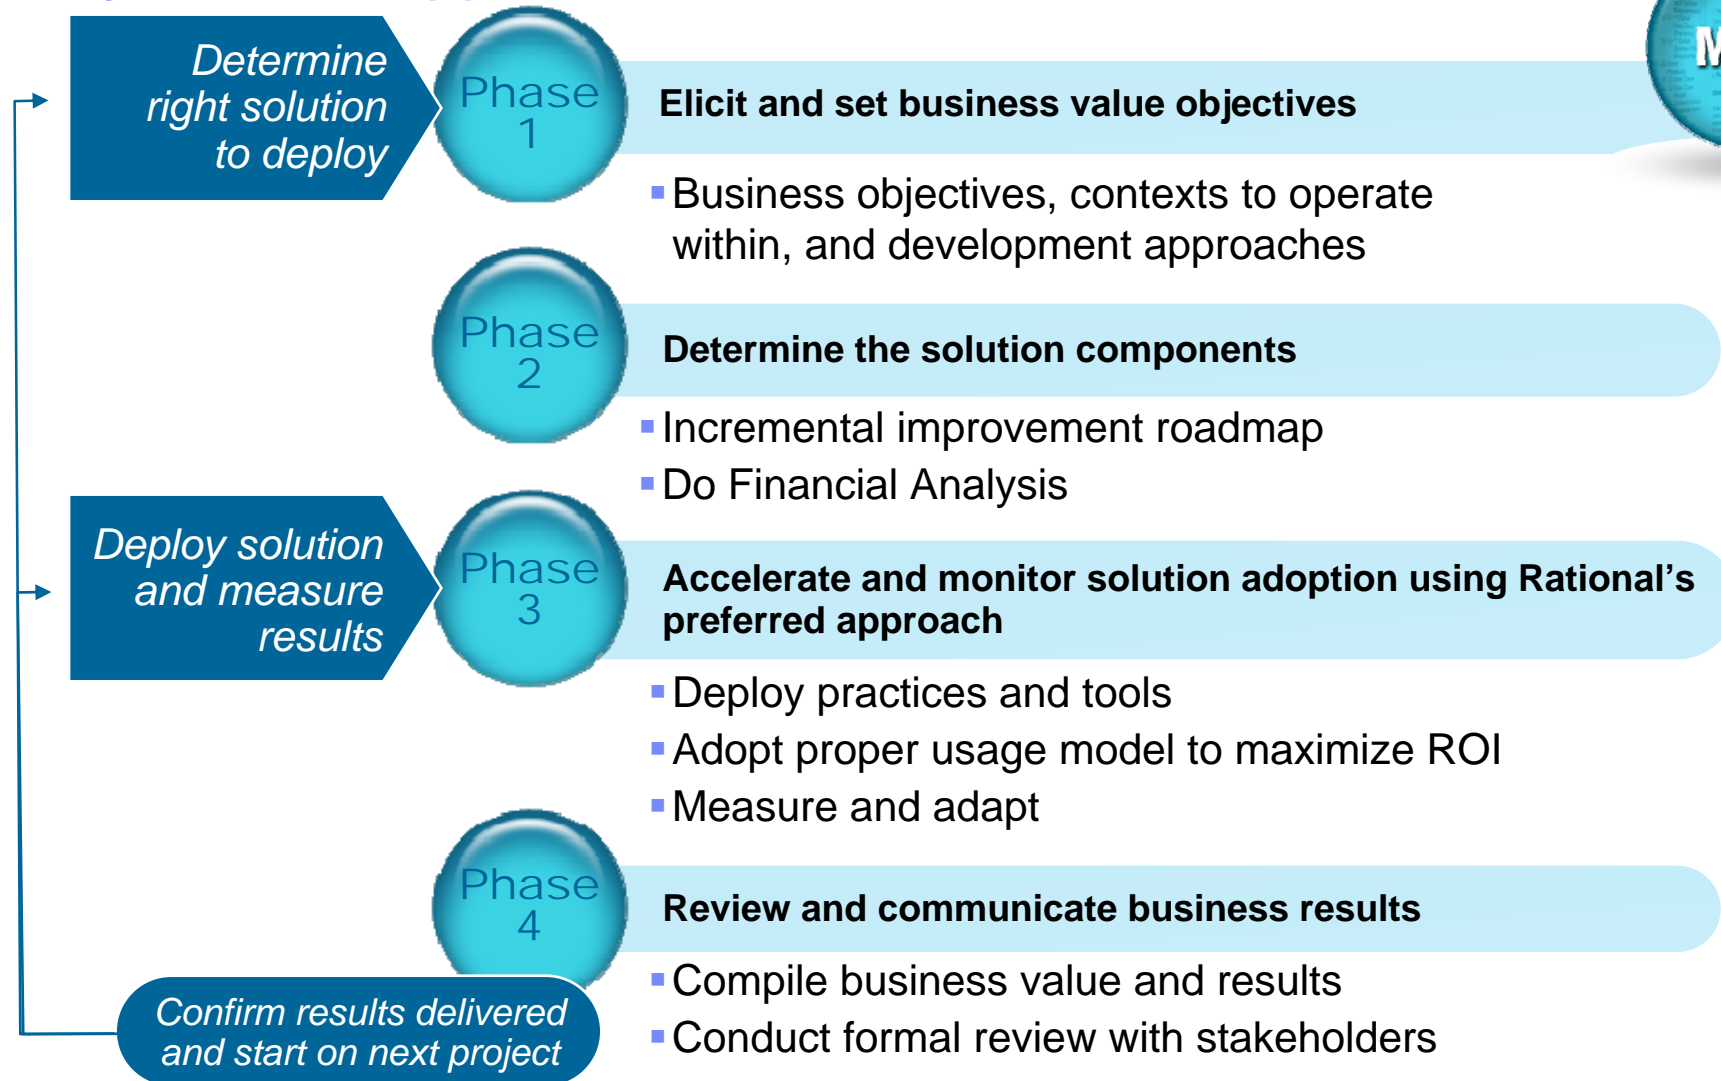 Determine
right solution
to deploy
Phase
1
Elicit and set business value objectives
Business objectives, contexts to operate
within, and development approaches
Phase
2
Determine the solution components
Incremental improvement roadmap
Do Financial Analysis
Deploy solution
and measure
results
Phase
3
Accelerate and monitor solution adoption using Rational’s
preferred approach
Deploy practices and tools
Adopt proper usage model to maximize ROI
Measure and adapt
Phase
4
Review and communicate business results
Compile business value and results
Conduct formal review with stakeholders
Confirm results delivered
and start on next project